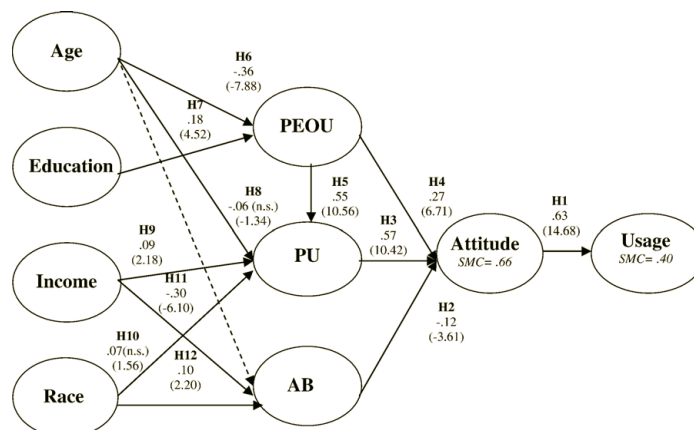 Age
Education
Income
Race
H6
-.36
(-7.88)
H7
.18
(4.52)
H8
-.06 (n.s.)
(-1.34)
H9
.09
(2.18)
H11
-.30
(-6.10)
H10
.07(n.s.)
(1.56)
H12
.10
(2.20)
PEOU
PU
AB
H5
.55
(10.56)
H4
.27
(6.71)
H3
.57
(10.42)
H2
-.12
(-3.61)
Attitude
SMC= .66
H1
.63
(14.68)
Usage
SMC= .40